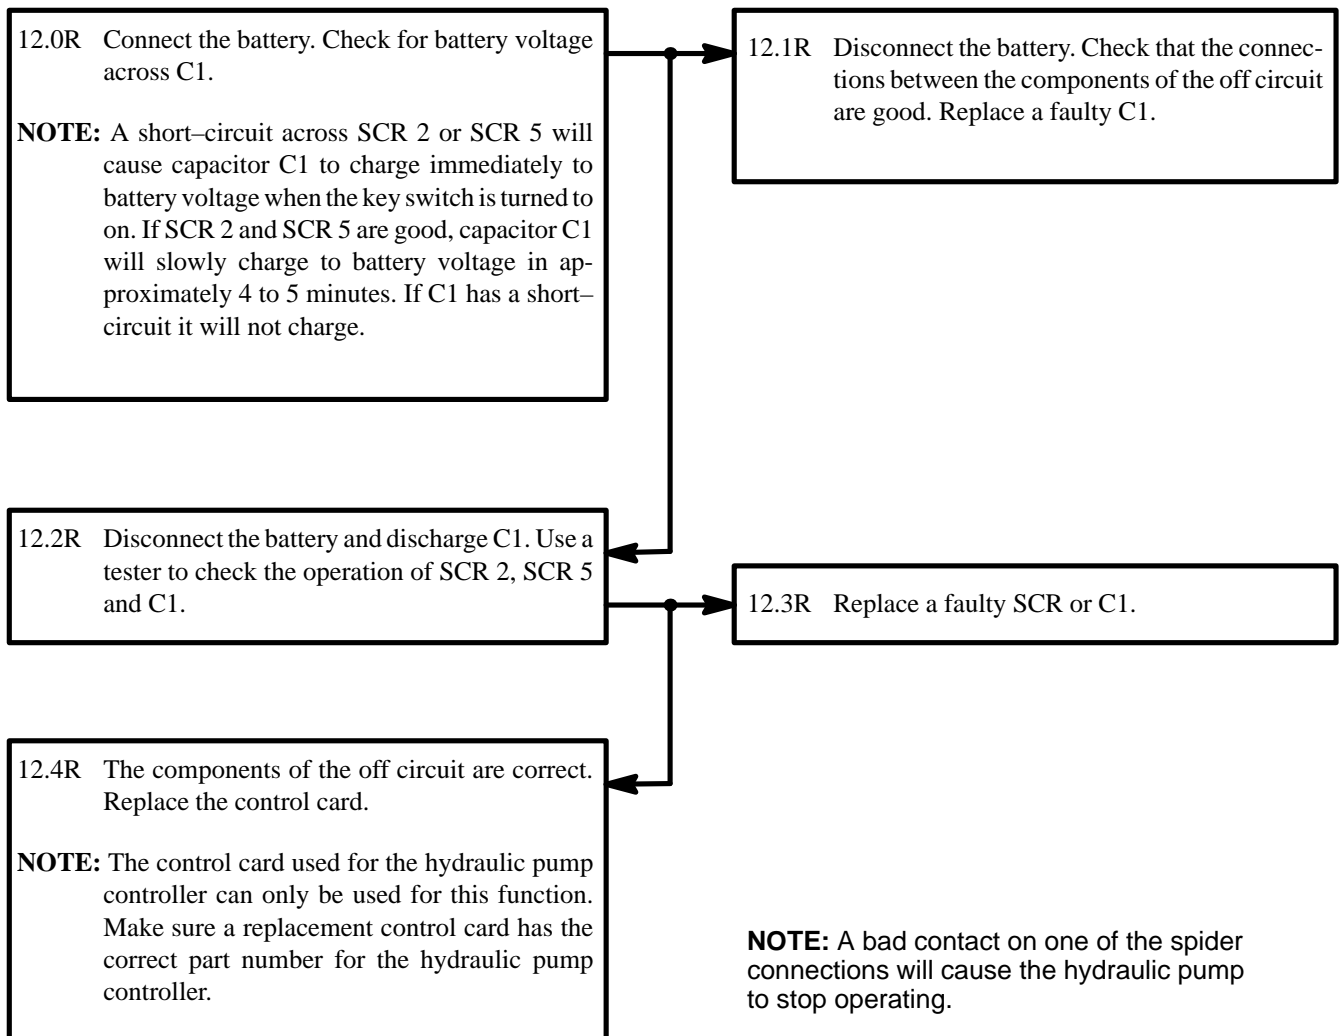 12.0R Connect the battery. Check for battery voltage
across C1.
NOTE: A short–circuit across SCR 2 or SCR 5 will
cause capacitor C1 to charge immediately to
battery voltage when the key switch is turned to
on. If SCR 2 and SCR 5 are good, capacitor C1
will slowly charge to battery voltage in ap-
proximately 4 to 5 minutes. If C1 has a short–
circuit it will not charge.
12.1R Disconnect the battery. Check that the connec-
tions between the components of the off circuit
are good. Replace a faulty C1.
12.2R Disconnect the battery and discharge C1. Use a
tester to check the operation of SCR 2, SCR 5
and C1.
12.3R Replace a faulty SCR or C1.
12.4R The components of the off circuit are correct.
Replace the control card.
NOTE: The control card used for the hydraulic pump
controller can only be used for this function.
Make sure a replacement control card has the
correct part number for the hydraulic pump
controller.
NOTE: A bad contact on one of the spider
connections will cause the hydraulic pump
to stop operating.